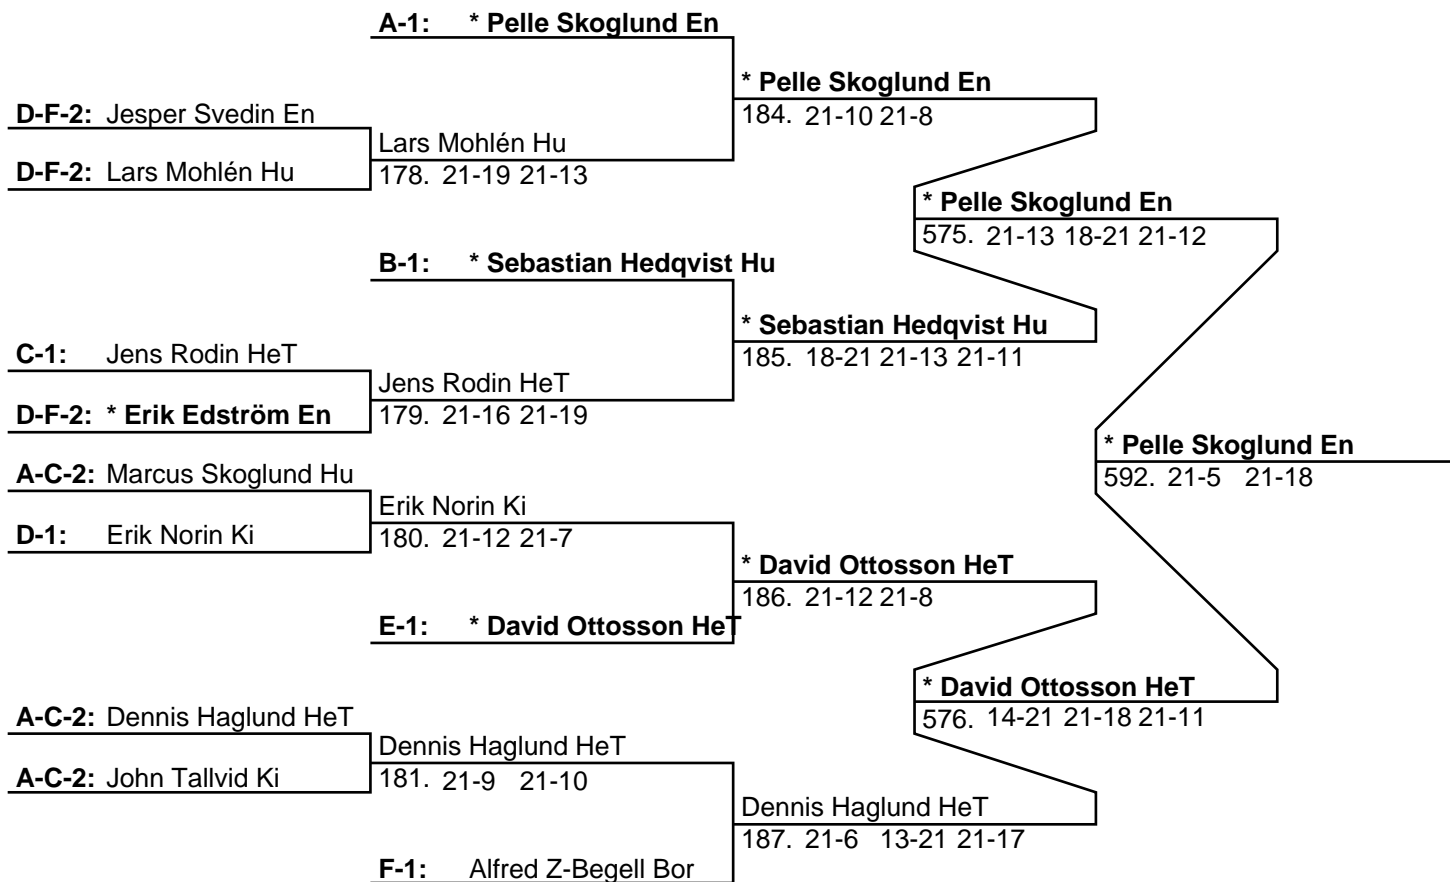 A-1: * Pelle Skoglund En
* Pelle Skoglund En
184. 21-10 21-8
D-F-2: Jesper Svedin En
Lars Mohlén Hu
D-F-2: Lars Mohlén Hu
178. 21-19 21-13
* Pelle Skoglund En
575. 21-13 18-21 21-12
B-1: * Sebastian Hedqvist Hu
* Sebastian Hedqvist Hu
185. 18-21 21-13 21-11
C-1: Jens Rodin HeT
Jens Rodin HeT
D-F-2: * Erik Edström En
179. 21-16 21-19
* Pelle Skoglund En
592. 21-5 21-18
A-C-2: Marcus Skoglund Hu
Erik Norin Ki
D-1: Erik Norin Ki
180. 21-12 21-7
* David Ottosson HeT
186. 21-12 21-8
E-1: * David Ottosson HeT
* David Ottosson HeT
576. 14-21 21-18 21-11
A-C-2: Dennis Haglund HeT
Dennis Haglund HeT
A-C-2: John Tallvid Ki
181. 21-9 21-10
Dennis Haglund HeT
187. 21-6 13-21 21-17
F-1: Alfred Z-Begell Bor